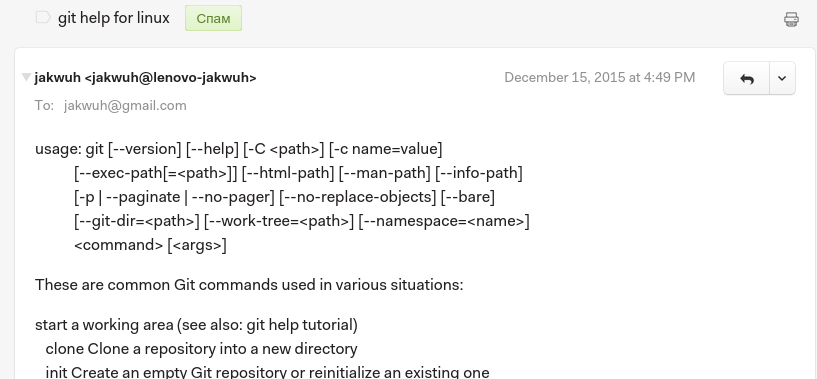 git help for linux Спам
jakwuh <jakwuh@lenovo-jakwuh> December 15, 2015 at 4:49 PM
To: jakwuh@gmail.com
usage: git [--version] [--help] [-C <path>] [-c name=value]
[--exec-path[=<path>]] [--html-path] [--man-path] [--info-path]
[-p | --paginate | --no-pager] [--no-replace-objects] [--bare]
[--git-dir=<path>] [--work-tree=<path>] [--namespace=<name>]
<command> [<args>]
These are common Git commands used in various situations:
start a working area (see also: git help tutorial)
clone Clone a repository into a new directory
init Create an empty Git repository or reinitialize an existing one